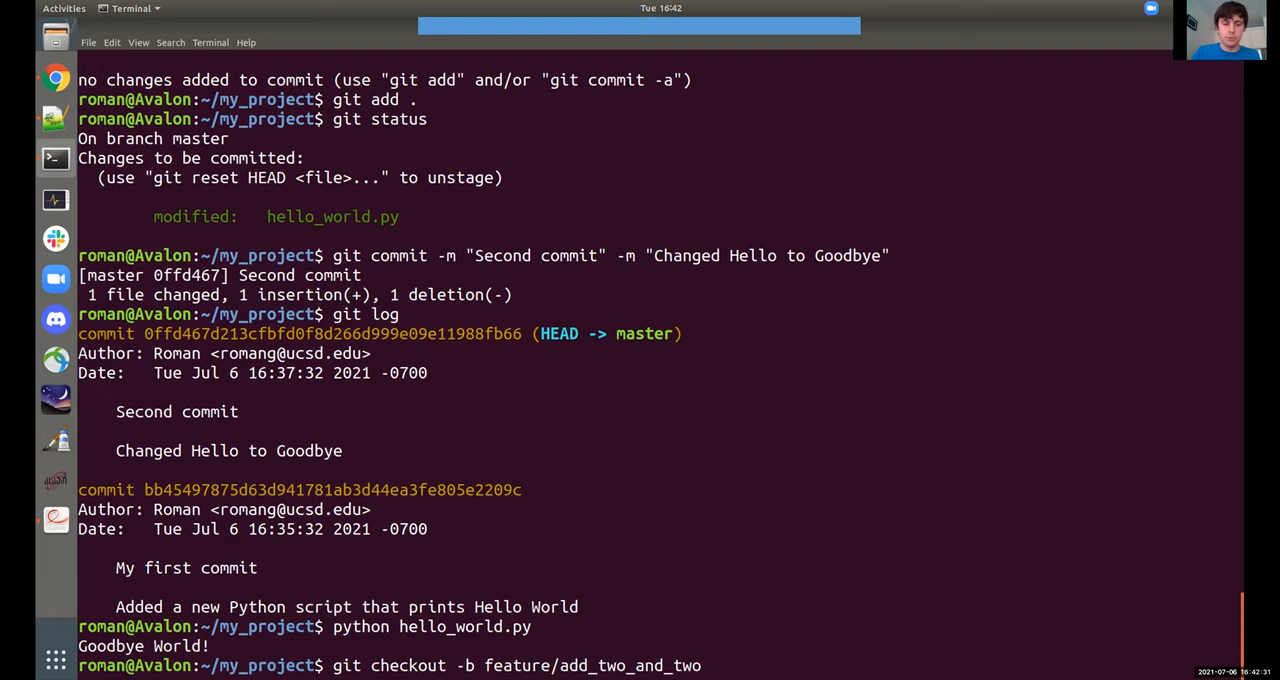 Activities Terminal Tue 16:42
File Edit View Search Terminal Help
no changes added to commit (use "git add" and/or "git commit -a")
roman@Avalon:~/my_project$ git add .
roman@Avalon:~/my_project$ git status
On branch master
Changes to be committed:
(use "git reset HEAD <file>..." to unstage)
modified: hello_world.py
roman@Avalon:~/my_project$ git commit -m "Second commit" -m "Changed Hello to Goodbye"
[master 0ffd467] Second commit
1 file changed, 1 insertion(+), 1 deletion(-)
roman@Avalon:~/my_project$ git log
commit 0ffd467d213cfbfd0f8d266d999e09e11988fb66 (HEAD -> master)
Author: Roman <romang@ucsd.edu>
Date: Tue Jul 6 16:37:32 2021 -0700
Second commit
Changed Hello to Goodbye
commit bb45497875d63d941781ab3d44ea3fe805e2209c
Author: Roman <romang@ucsd.edu>
Date: Tue Jul 6 16:35:32 2021 -0700
My first commit
Added a new Python script that prints Hello World
roman@Avalon:~/my_project$ python hello_world.py
Goodbye World!
roman@Avalon:~/my_project$ git checkout -b feature/add_two_and_two
2021-07-06 16:42:31